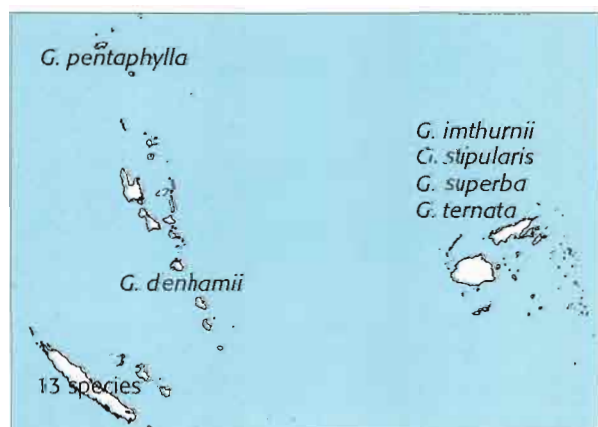 G. pentaphylla
G. imthurnii
G. stipularis
G. superba
G. ternata
G. denhamii
13 species